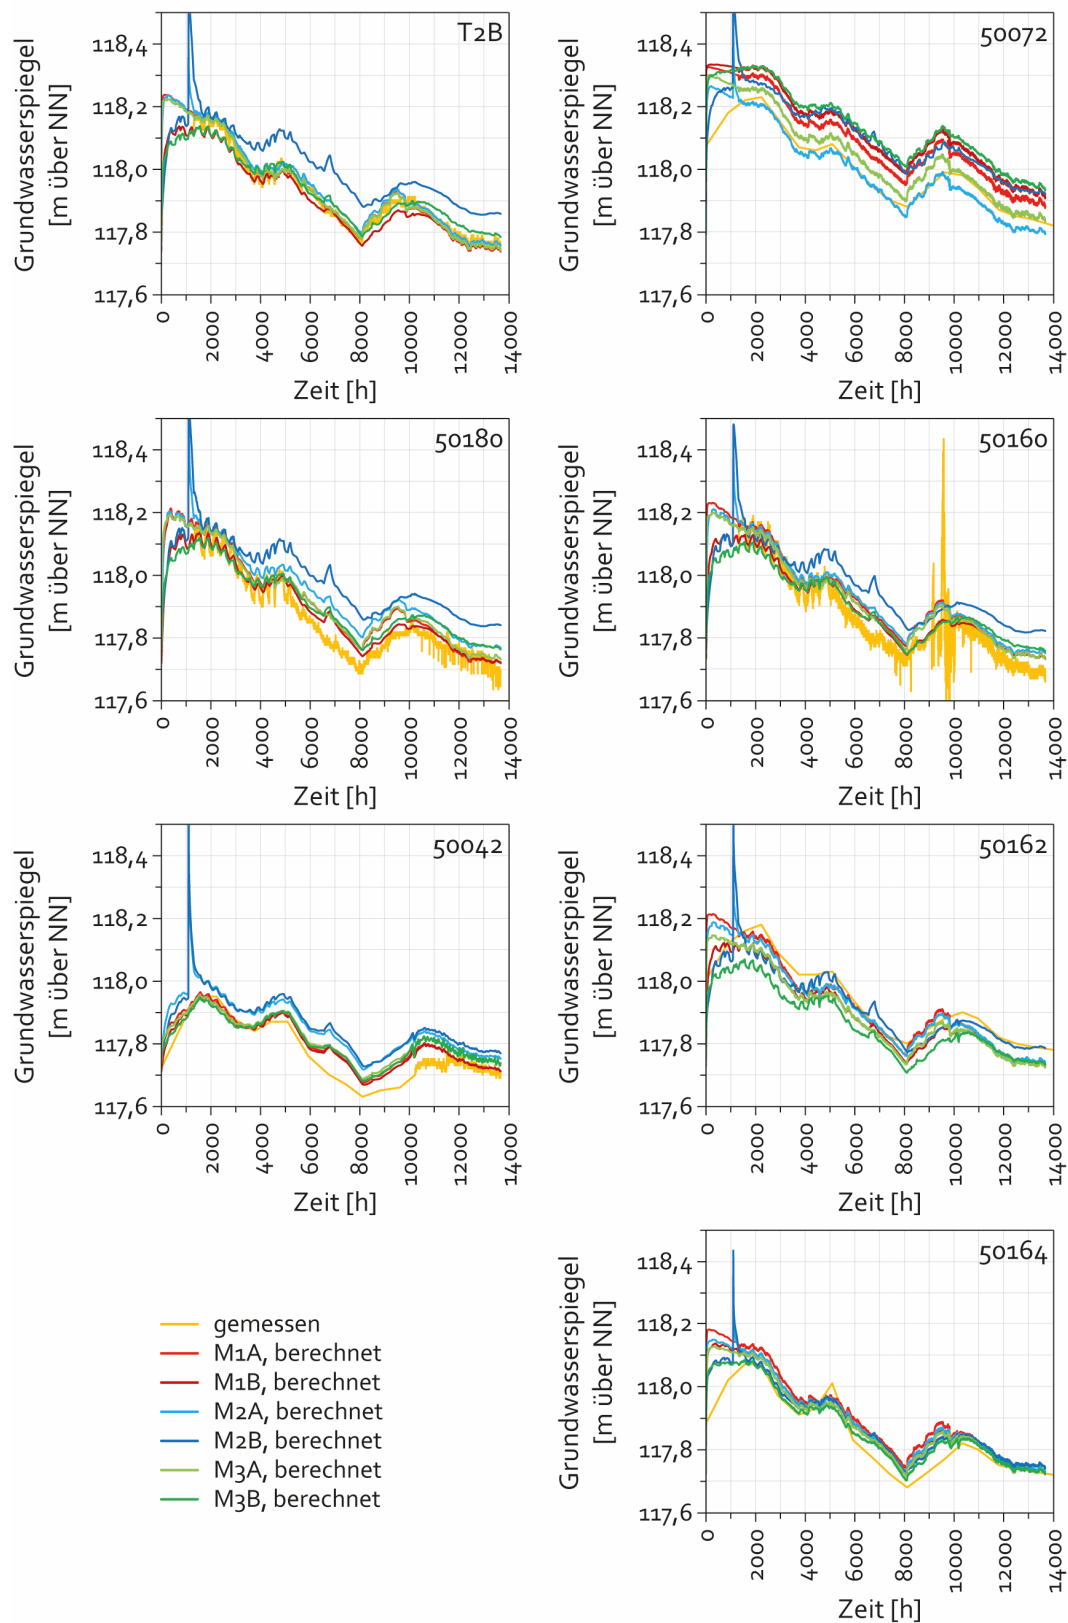 T2B
Grundwasserspiegel
[m über NN]
118,4
118,2
118,0
117,8
117,6
0 2000 4000 6000 8000 10000 12000 14000
Zeit [h]
50072
Grundwasserspiegel
[m über NN]
118,4
118,2
118,0
117,8
117,6
0 2000 4000 6000 8000 10000 12000 14000
Zeit [h]
50180
Grundwasserspiegel
[m über NN]
118,4
118,2
118,0
117,8
117,6
0 2000 4000 6000 8000 10000 12000 14000
Zeit [h]
50160
Grundwasserspiegel
[m über NN]
118,4
118,2
118,0
117,8
117,6
0 2000 4000 6000 8000 10000 12000 14000
Zeit [h]
50042
Grundwasserspiegel
[m über NN]
118,4
118,2
118,0
117,8
117,6
0 2000 4000 6000 8000 10000 12000 14000
Zeit [h]
50162
Grundwasserspiegel
[m über NN]
118,4
118,2
118,0
117,8
117,6
0 2000 4000 6000 8000 10000 12000 14000
Zeit [h]
gemessen
M1A, berechnet
M1B, berechnet
M2A, berechnet
M2B, berechnet
M3A, berechnet
M3B, berechnet
50164
Grundwasserspiegel
[m über NN]
118,4
118,2
118,0
117,8
117,6
0 2000 4000 6000 8000 10000 12000 14000
Zeit [h]